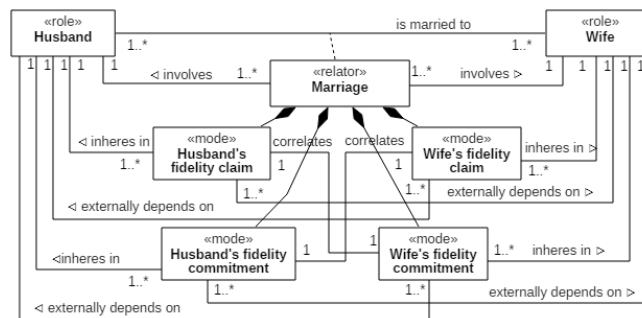 «role»
Husband
is married to
«role»
Wife
1..*
1..*
1
1
1
1
1
1
1
1
1
1
◁ involves
1..*
«relator»
Marriage
1..*
involves ▷
◁ inheres in
1..*
«mode»
Husband's
fidelity claim
correlates
1
correlates
1
«mode»
Wife's fidelity
claim
inheres in ▷
1..*
1..*
1..*
externally depends on ▷
◁ externally depends on
◁inheres in
1..*
«mode»
Husband's fidelity
commitment
1
1
«mode»
Wife's fidelity
commitment
1..*
inheres in ▷
1..*
1..*
externally depends on ▷
◁ externally depends on